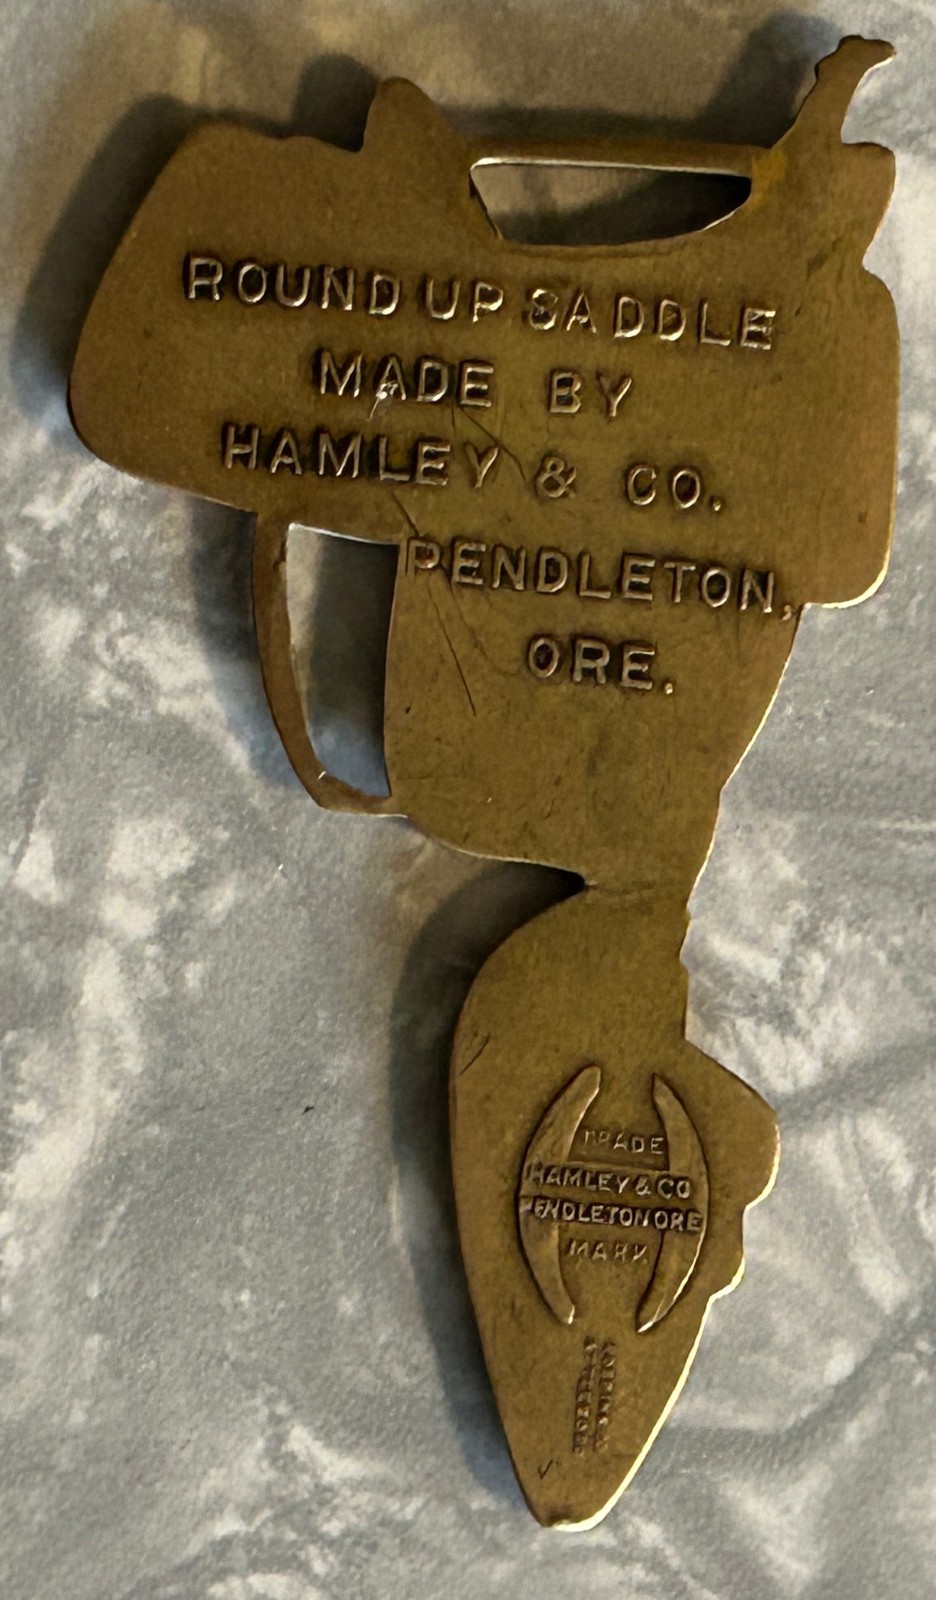 ROUND UP SADDLE
MADE BY
HAMLEY & CO.
PENDLETON,
ORE.
TRADE
HAMLEY & CO
PENDLETON ORE
MARK